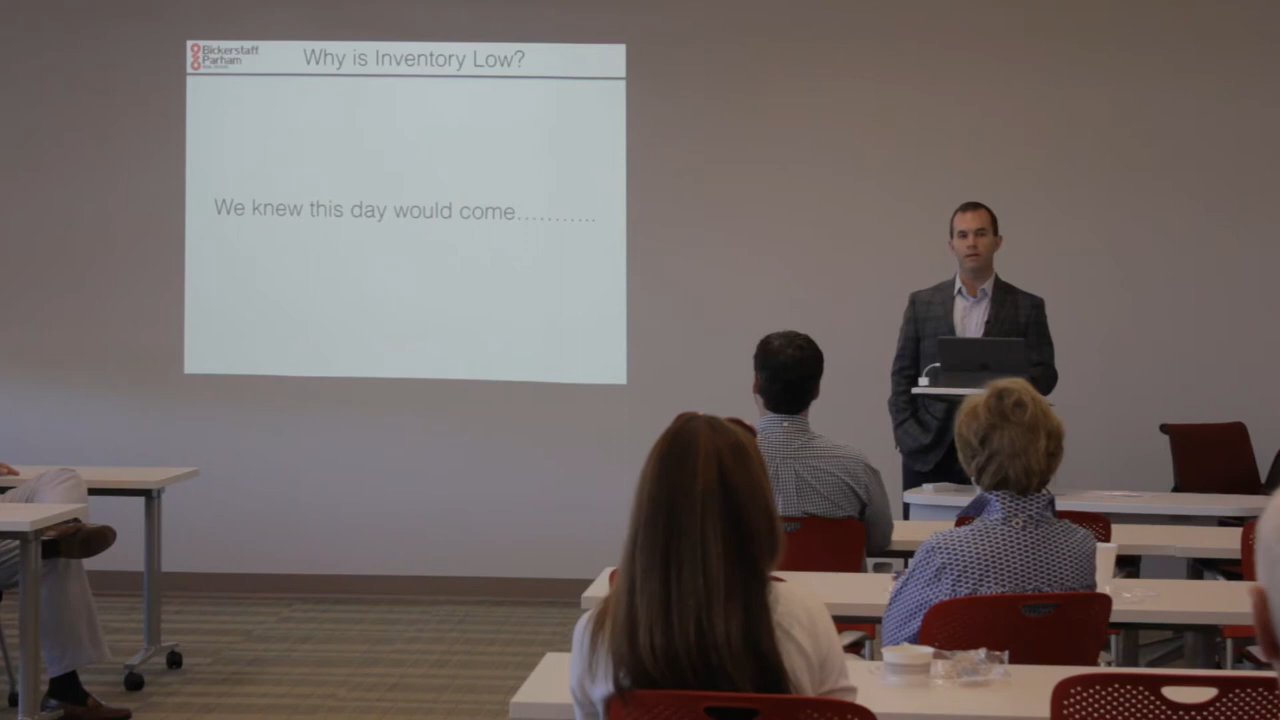 Bickerstaff
Parham
Why is Inventory Low?
We knew this day would come...........